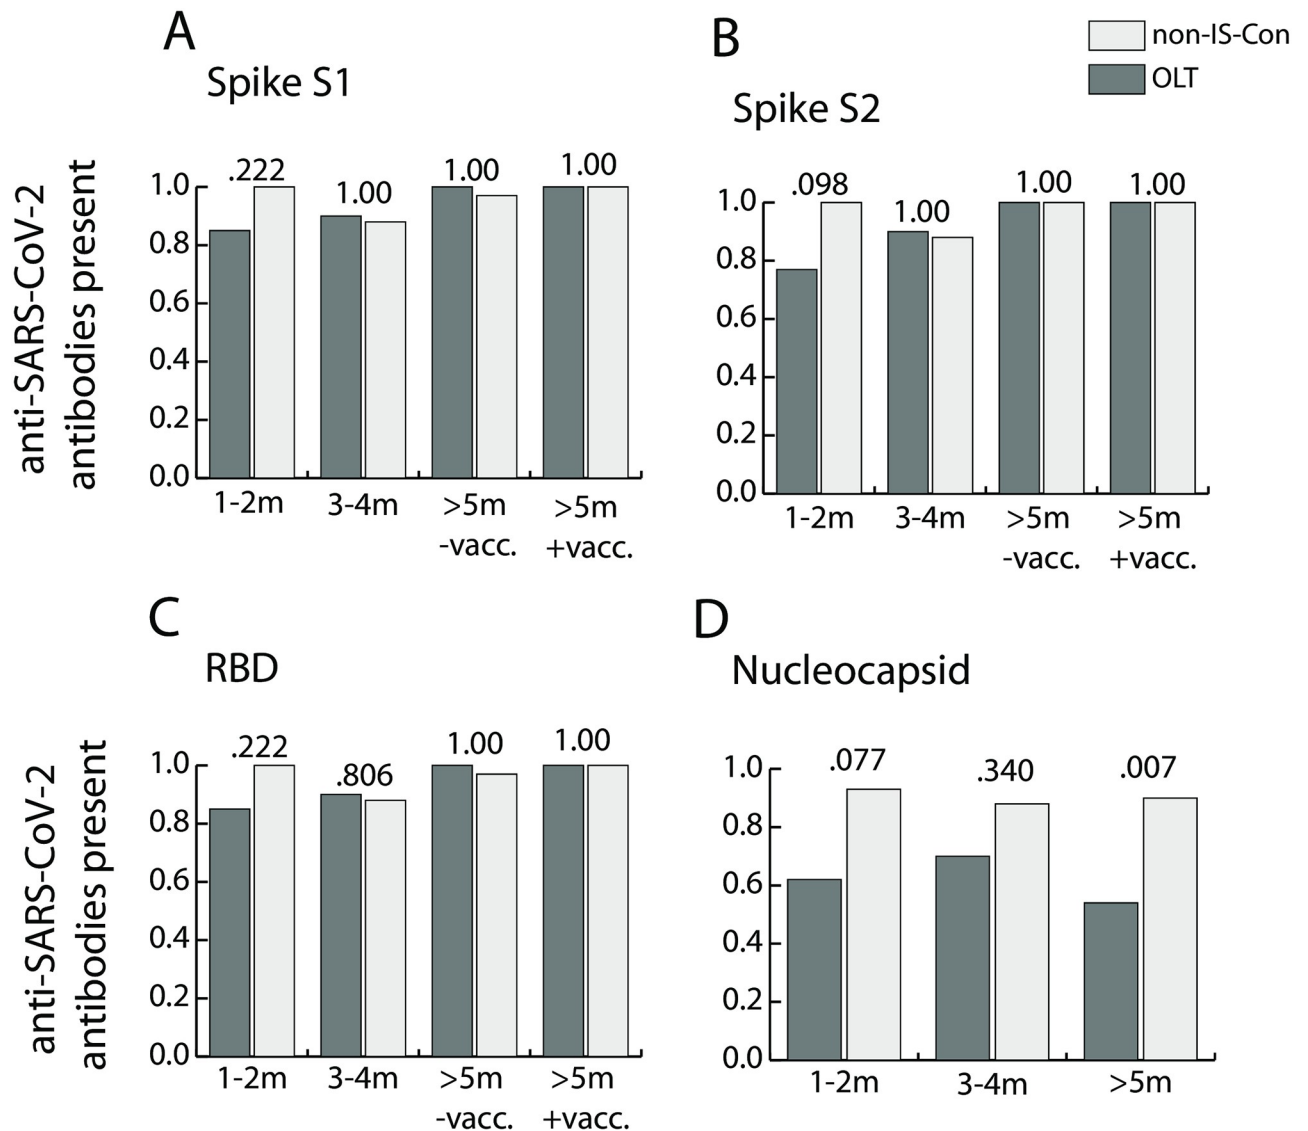 A
Spike S1
anti-SARS-CoV-2
antibodies present
.222
1.00
1.00
1.00
1.0
0.8
0.6
0.4
0.2
0.0
1-2m
3-4m
>5m
>5m
-vacc.
+vacc.
B
non-IS-Con
OLT
Spike S2
.098
1.00
1.00
1.00
1.0
0.8
0.6
0.4
0.2
0.0
1-2m
3-4m
>5m
>5m
-vacc.
+vacc.
C
RBD
anti-SARS-CoV-2
antibodies present
.222
.806
1.00
1.00
1.0
0.8
0.6
0.4
0.2
0.0
1-2m
3-4m
>5m
>5m
-vacc.
+vacc.
D
Nucleocapsid
.077
.340
.007
1.0
0.8
0.6
0.4
0.2
0.0
1-2m
3-4m
>5m